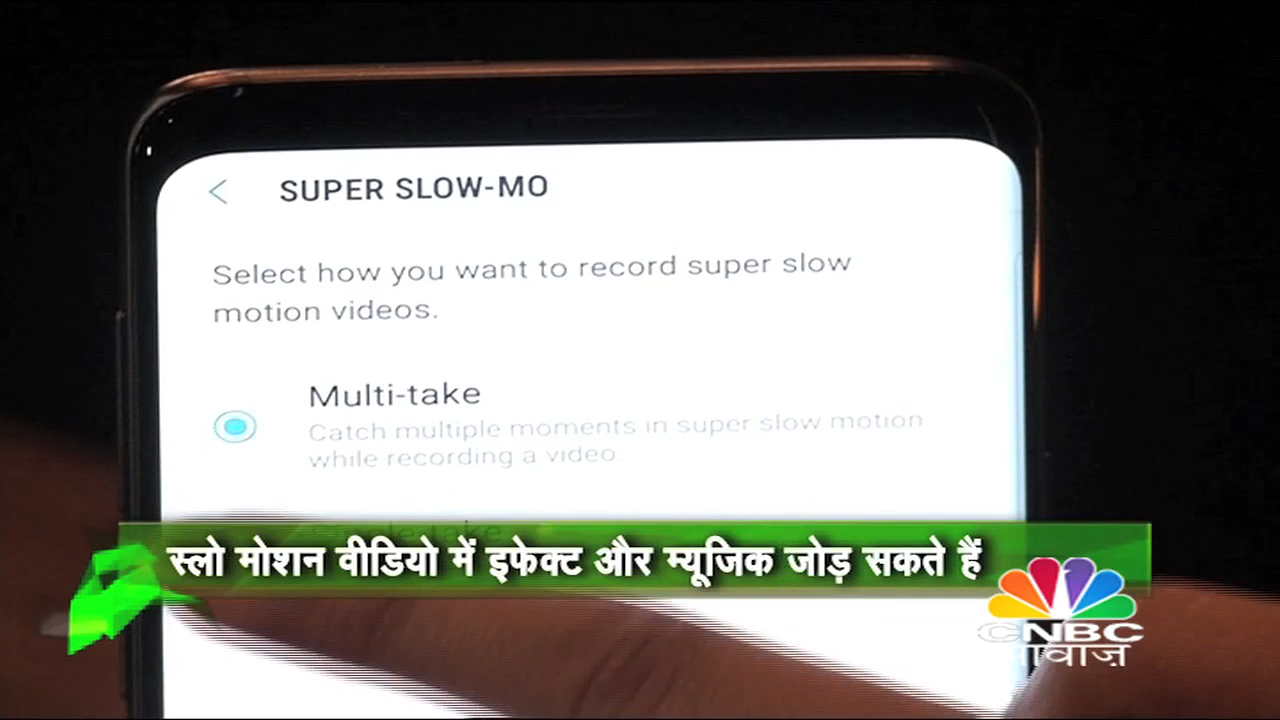 SUPER SLOW-MO
Select how you want to record super slow
motion videos.
Multi-take
Catch multiple moments in super slow motion
while recording a video.
स्लो मोशन वीडियो में इफेक्ट और म्यूजिक जोड़ सकते हैं
CNBC
आवाज़